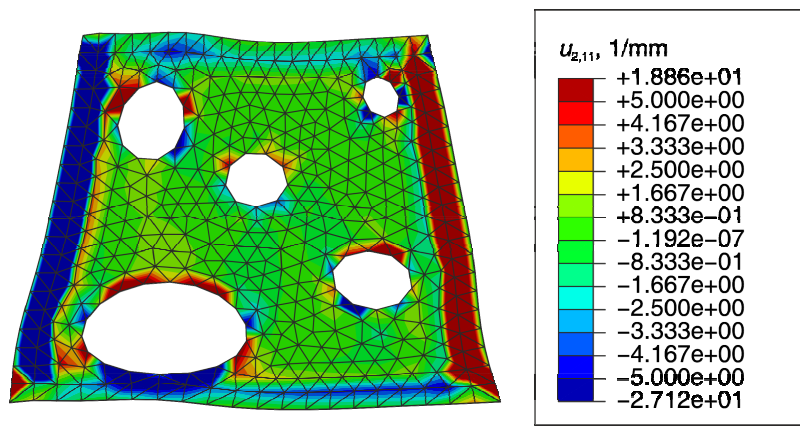 u2,11, 1/mm
+1.886e+01
+5.000e+00
+4.167e+00
+3.333e+00
+2.500e+00
+1.667e+00
+8.333e−01
−1.192e−07
−8.333e−01
−1.667e+00
−2.500e+00
−3.333e+00
−4.167e+00
−5.000e+00
−2.712e+01